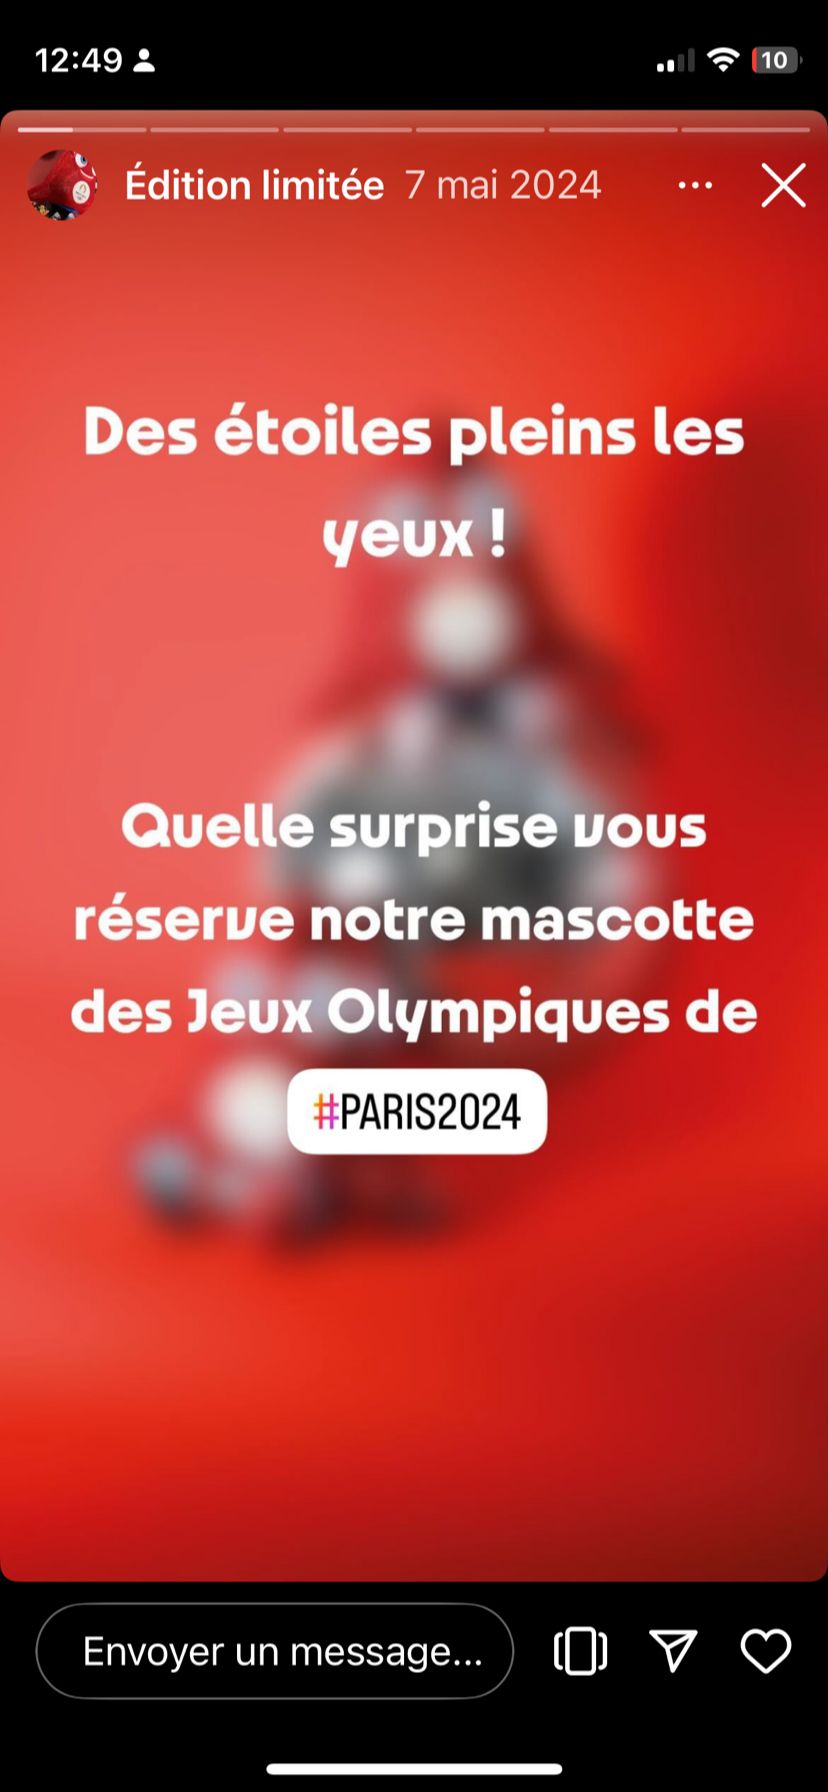 12:49
10
Édition limitée 7 mai 2024
Des étoiles pleins les
yeux !
Quelle surprise vous
réserve notre mascotte
des Jeux Olympiques de
#PARIS2024
Envoyer un message...